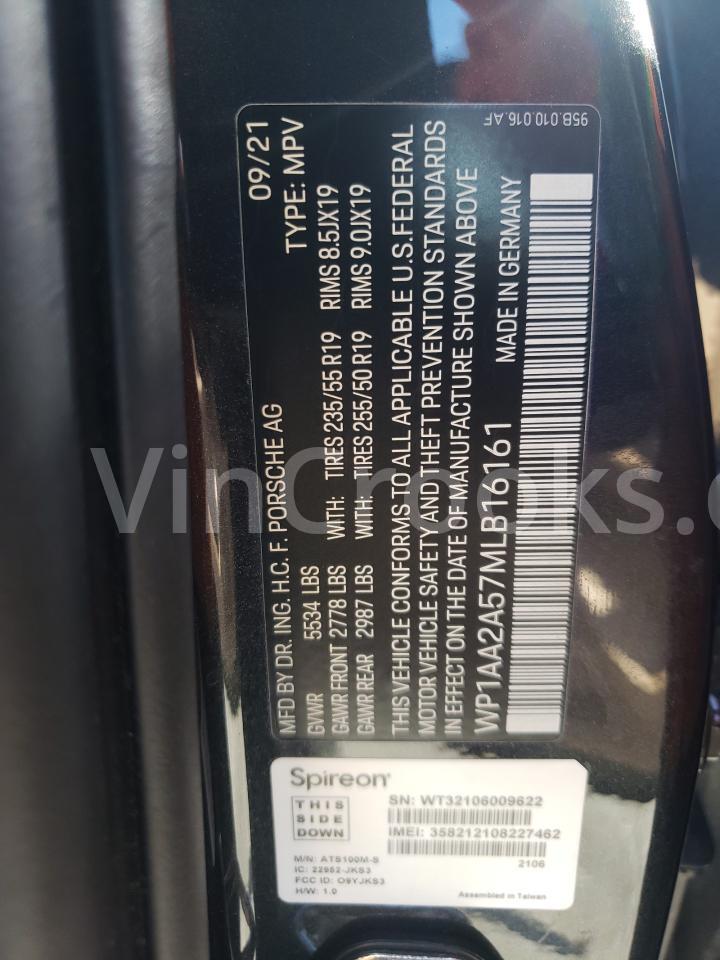 09/21
MFD BY DR. ING. H.C. F. PORSCHE AG TYPE: MPV
GVWR 5534 LBS WITH: TIRES 235/55 R19 RIMS 8.5JX19
GAWR FRONT 2778 LBS WITH: TIRES 255/50 R19 RIMS 9.0JX19
GAWR REAR 2987 LBS
THIS VEHICLE CONFORMS TO ALL APPLICABLE U.S. FEDERAL
MOTOR VEHICLE SAFETY AND THEFT PREVENTION STANDARDS
IN EFFECT ON THE DATE OF MANUFACTURE SHOWN ABOVE
WP1AA2A57MLB16161 MADE IN GERMANY
95B.010.016.AF
VinCrooks.c
Spireon
THIS
SIDE
DOWN
M/N: ATS100M-S
IC: 22952-JKS3
FCC ID: O9YJKS3
H/W: 1.0
SN: WT32106009622
IMEI: 358212108227462
2106
Assembled in Taiwan